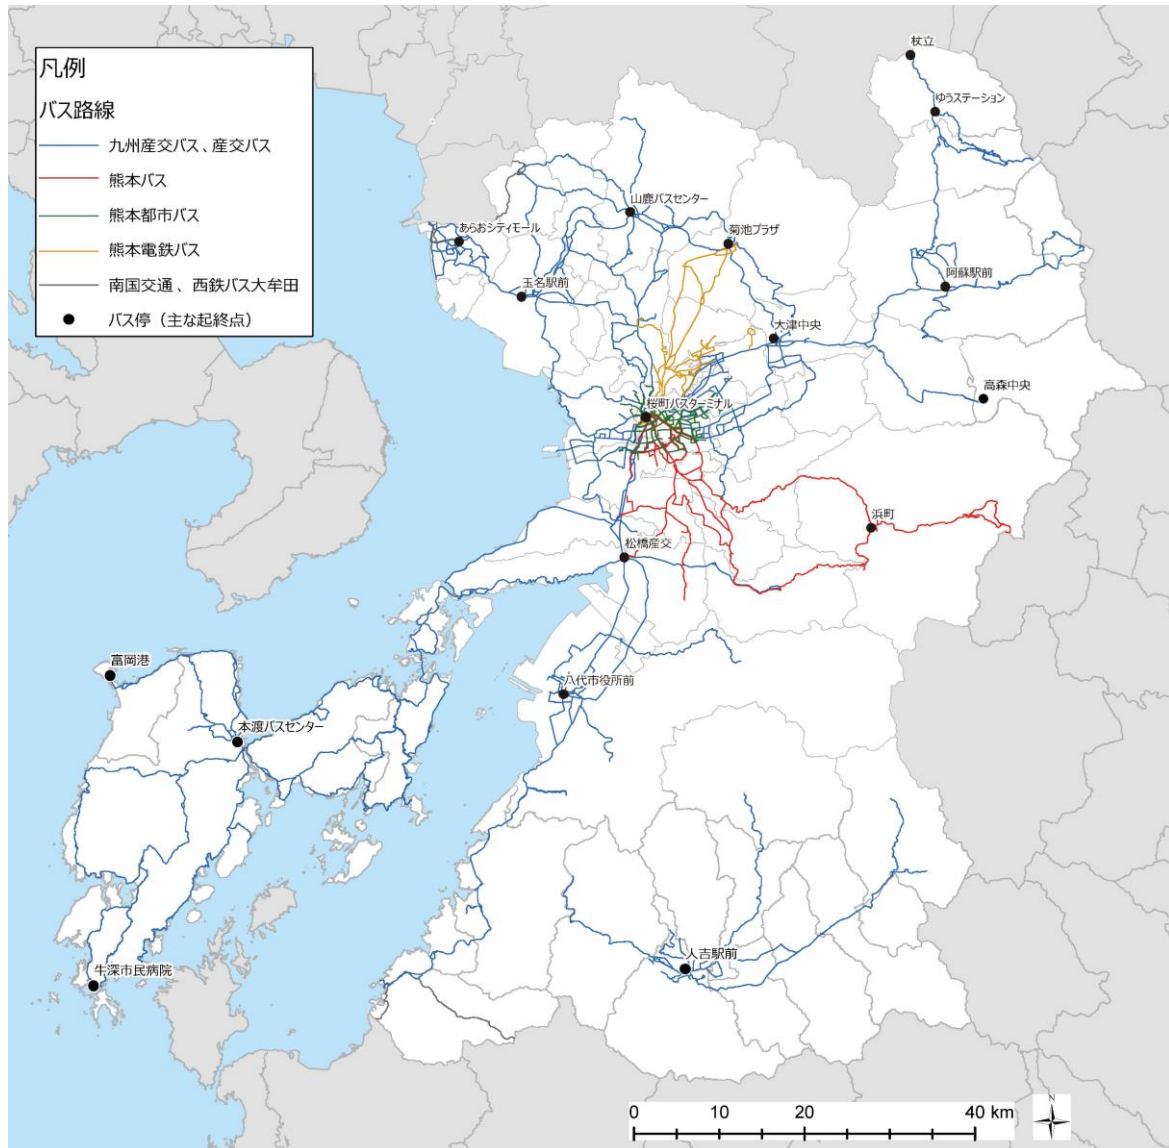 凡例
バス路線
九州産交バス、産交バス
熊本バス
熊本都市バス
熊本電鉄バス
南国交通、西鉄バス大牟田
バス停（主な起終点）
杖立
ゆうステーション
山鹿バスセンター
あらおシティモール
菊池プラザ
玉名駅前
阿蘇駅前
大津中央
高森中央
桜町バスターミナル
浜町
松橋産交
富岡港
八代市役所前
本渡バスセンター
人吉駅前
牛深市民病院
N
0 10 20 40 km